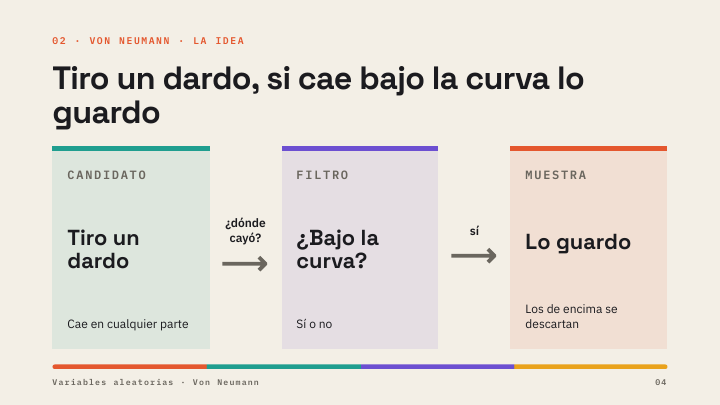 02 · VON NEUMANN · LA IDEA
Tiro un dardo, si cae bajo la curva lo
guardo
CANDIDATO
Tiro un
dardo
Cae en cualquier parte
¿dónde
cayó?
FILTRO
¿Bajo la
curva?
Sí o no
sí
MUESTRA
Lo guardo
Los de encima se
descartan
Variables aleatorias · Von Neumann
04